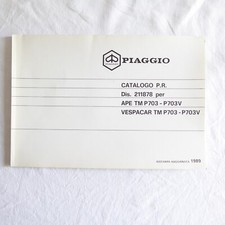 PIAGGIO
CATALOGO P.R.
Dis. 211878 per
APE TM P703 - P703V
VESPACAR TM P703 - P703V
1989